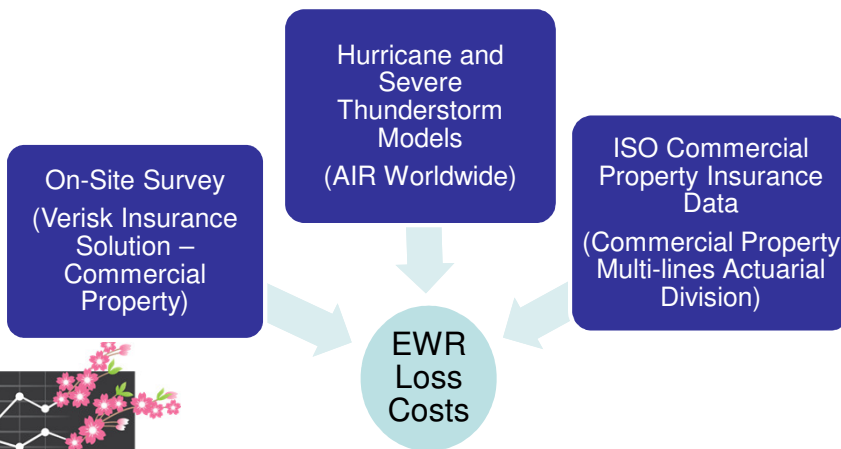 On-Site Survey
(Verisk Insurance
Solution –
Commercial
Property)
Hurricane and
Severe
Thunderstorm
Models
(AIR Worldwide)
ISO Commercial
Property Insurance
Data
(Commercial Property
Multi-lines Actuarial
Division)
EWR
Loss
Costs